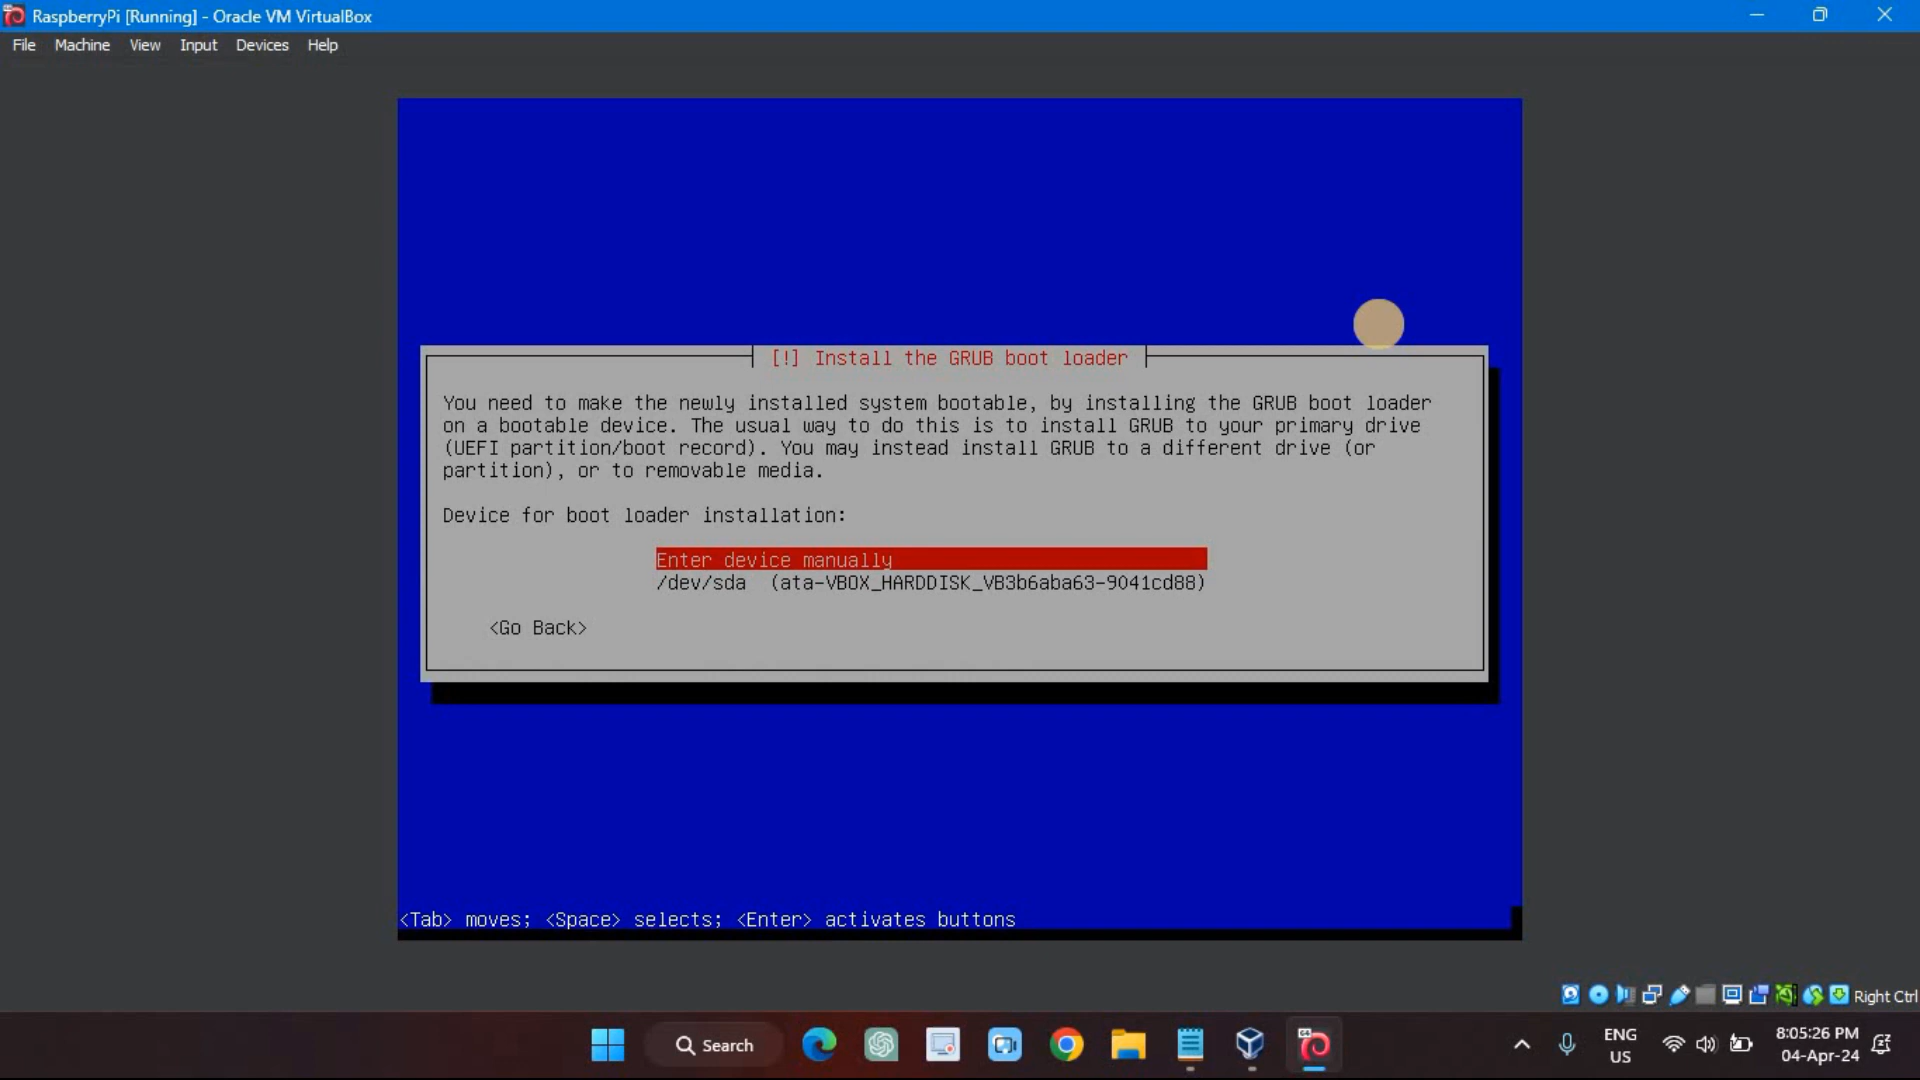 RaspberryPi [Running] - Oracle VM VirtualBox
File Machine View Input Devices Help
[!] Install the GRUB boot loader
You need to make the newly installed system bootable, by installing the GRUB boot loader
on a bootable device. The usual way to do this is to install GRUB to your primary drive
(UEFI partition/boot record). You may instead install GRUB to a different drive (or
partition), or to removable media.
Device for boot loader installation:
Enter device manually
/dev/sda (ata-VBOX_HARDDISK_VB3b6aba63-9041cd88)
<Go Back>
<Tab> moves; <Space> selects; <Enter> activates buttons
Right Ctrl
Search
ENG
US
8:05:26 PM
04-Apr-24